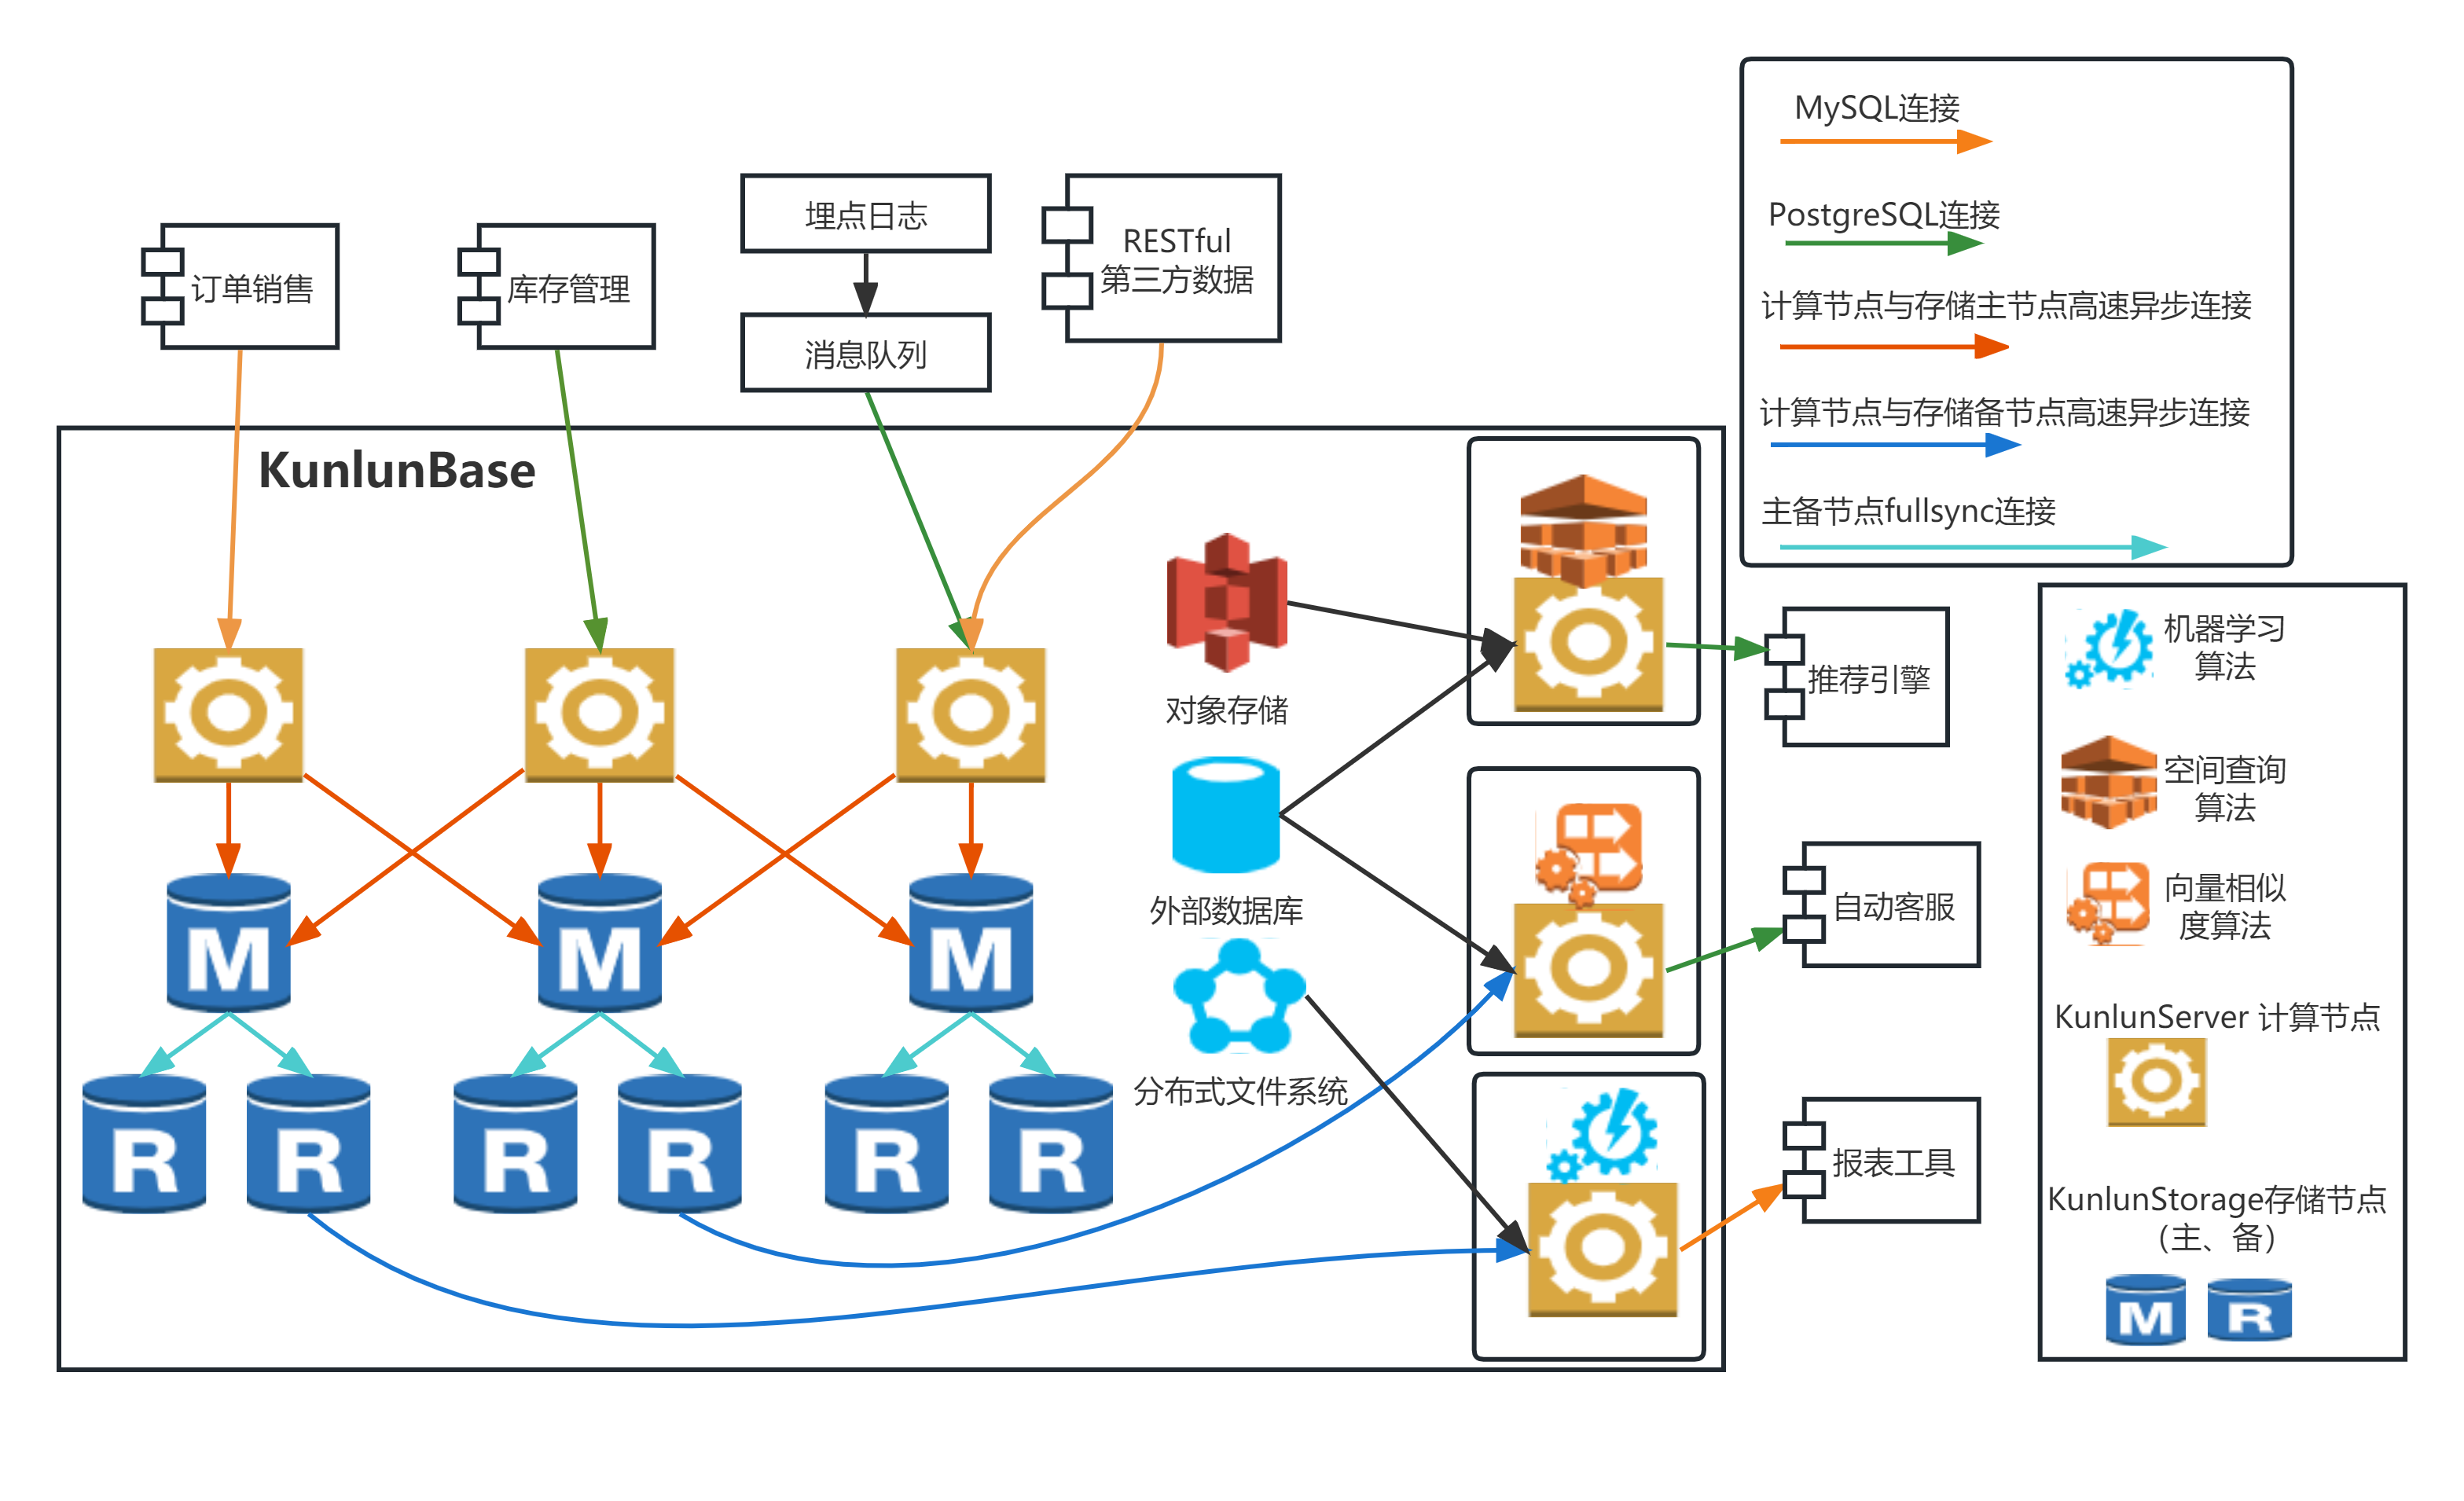 MySQL连接
PostgreSQL连接
计算节点与存储主节点高速异步连接
计算节点与存储备节点高速异步连接
主备节点fullsync连接
订单销售
库存管理
埋点日志
消息队列
RESTful
第三方数据
KunlunBase
对象存储
外部数据库
分布式文件系统
M
M
M
R
R
R
R
R
R
推荐引擎
自动客服
报表工具
机器学习
算法
空间查询
算法
向量相似
度算法
KunlunServer 计算节点
KunlunStorage存储节点
（主、备）
M
R